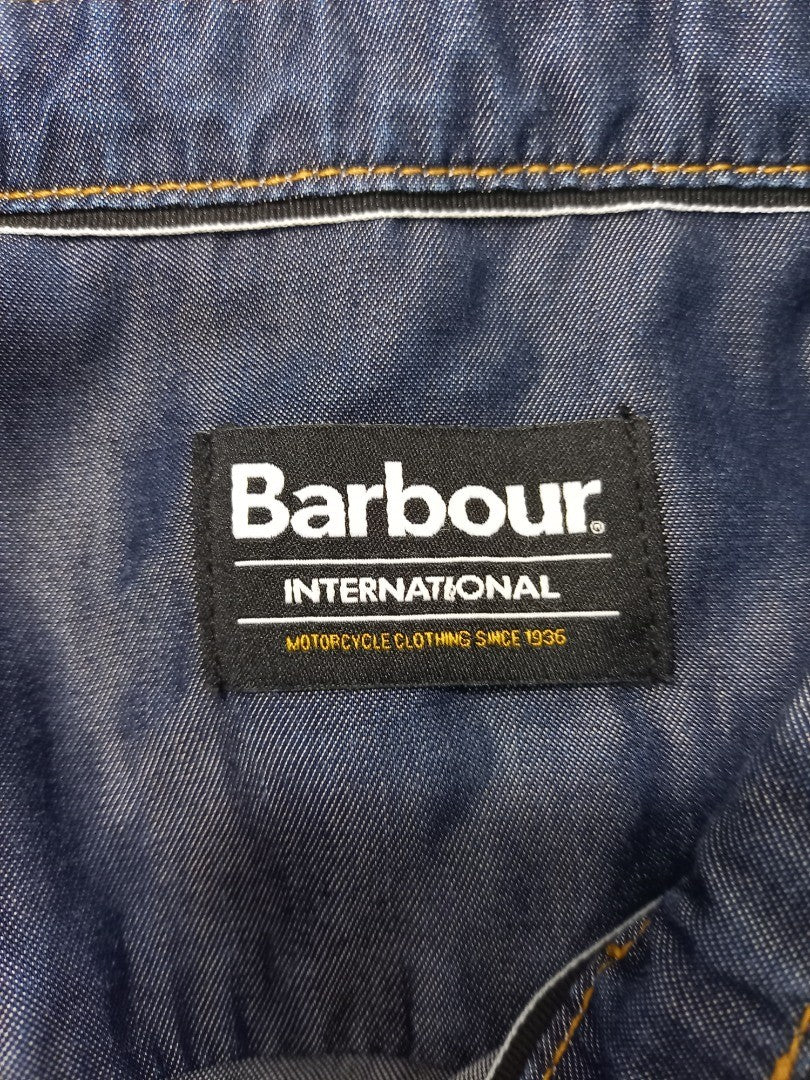 Barbour®
INTERNATIONAL
MOTORCYCLE CLOTHING SINCE 1936